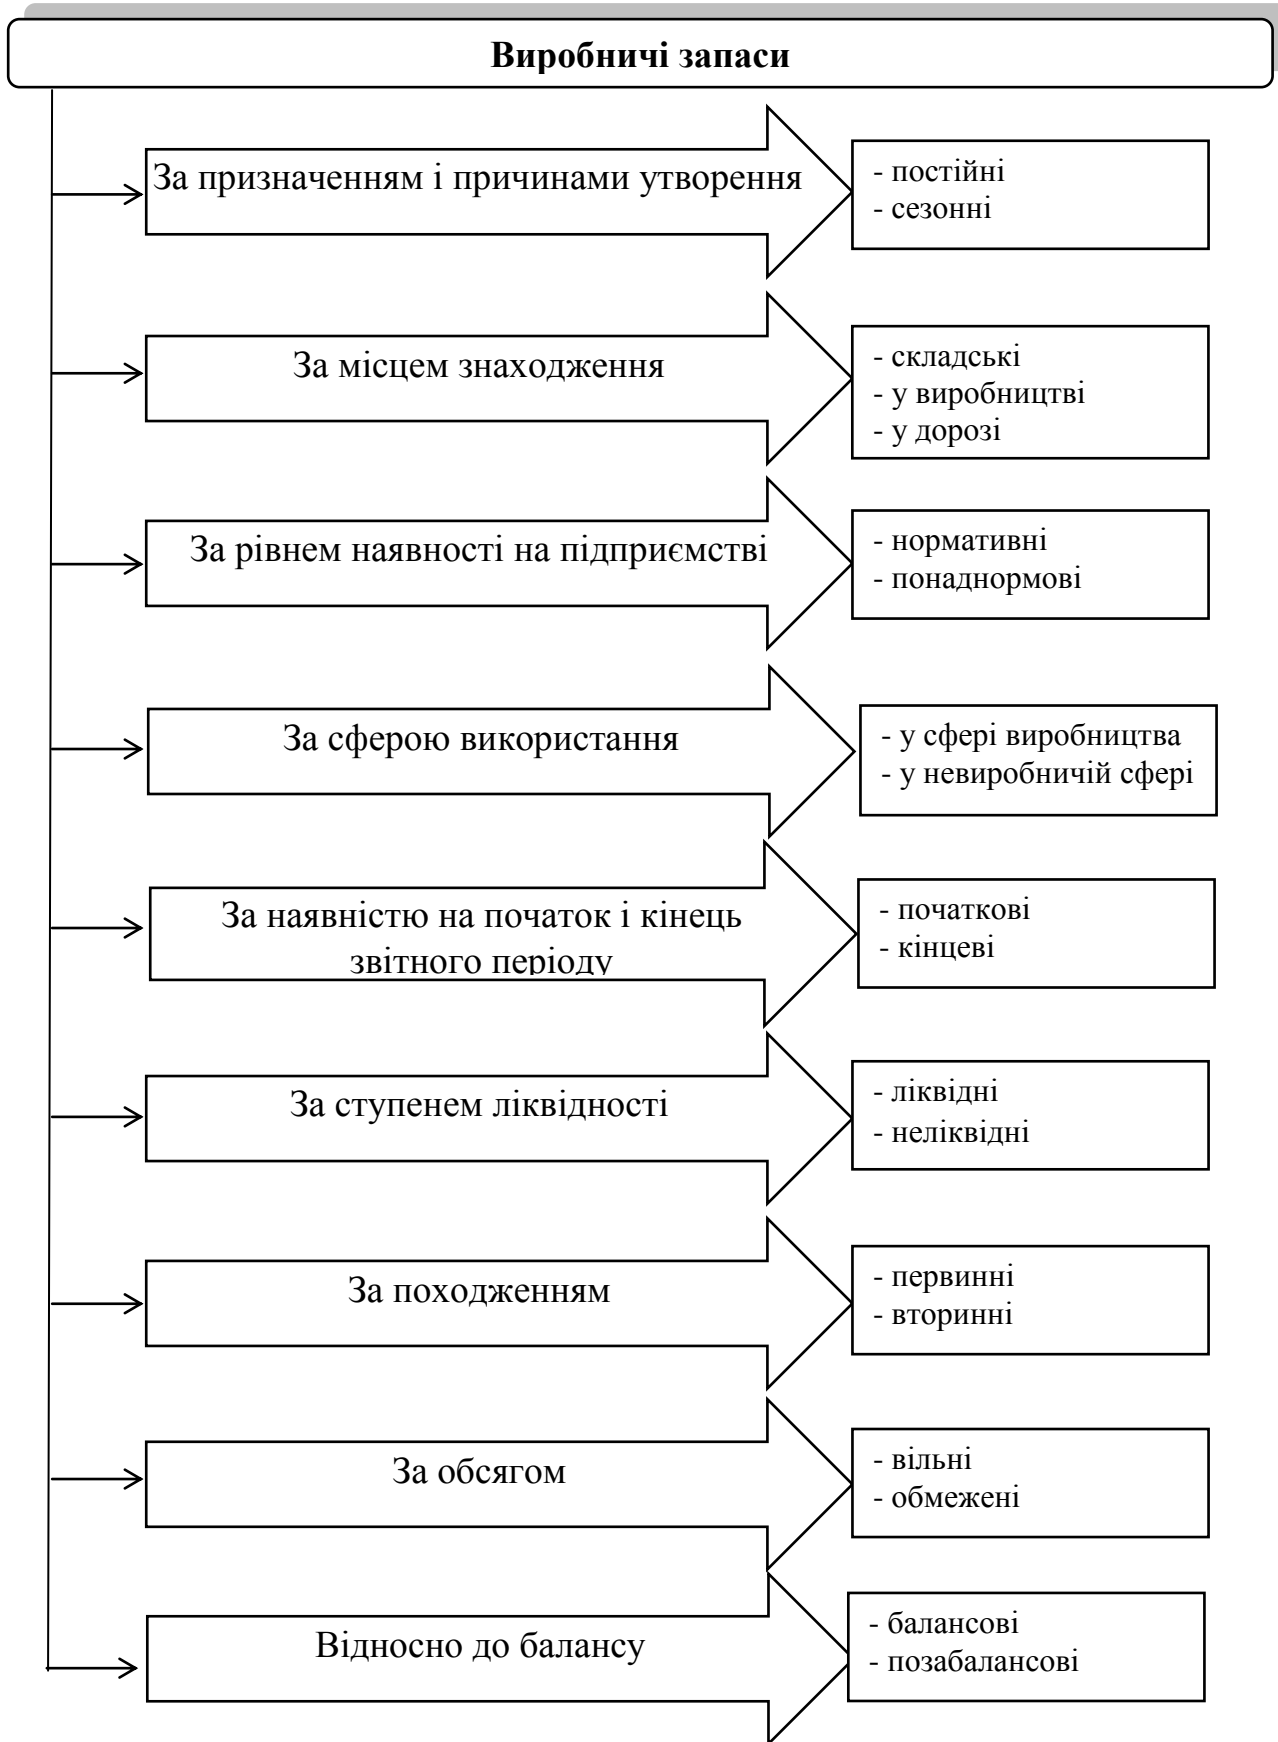 Виробничі запаси
За призначенням і причинами утворення
- постійні
- сезонні
За місцем знаходження
- складські
- у виробництві
- у дорозі
За рівнем наявності на підприємстві
- нормативні
- понаднормові
За сферою використання
- у сфері виробництва
- у невиробничій сфері
За наявністю на початок і кінець
звітного періоду
- початкові
- кінцеві
За ступенем ліквідності
- ліквідні
- неліквідні
За походженням
- первинні
- вторинні
За обсягом
- вільні
- обмежені
Відносно до балансу
- балансові
- позабалансові